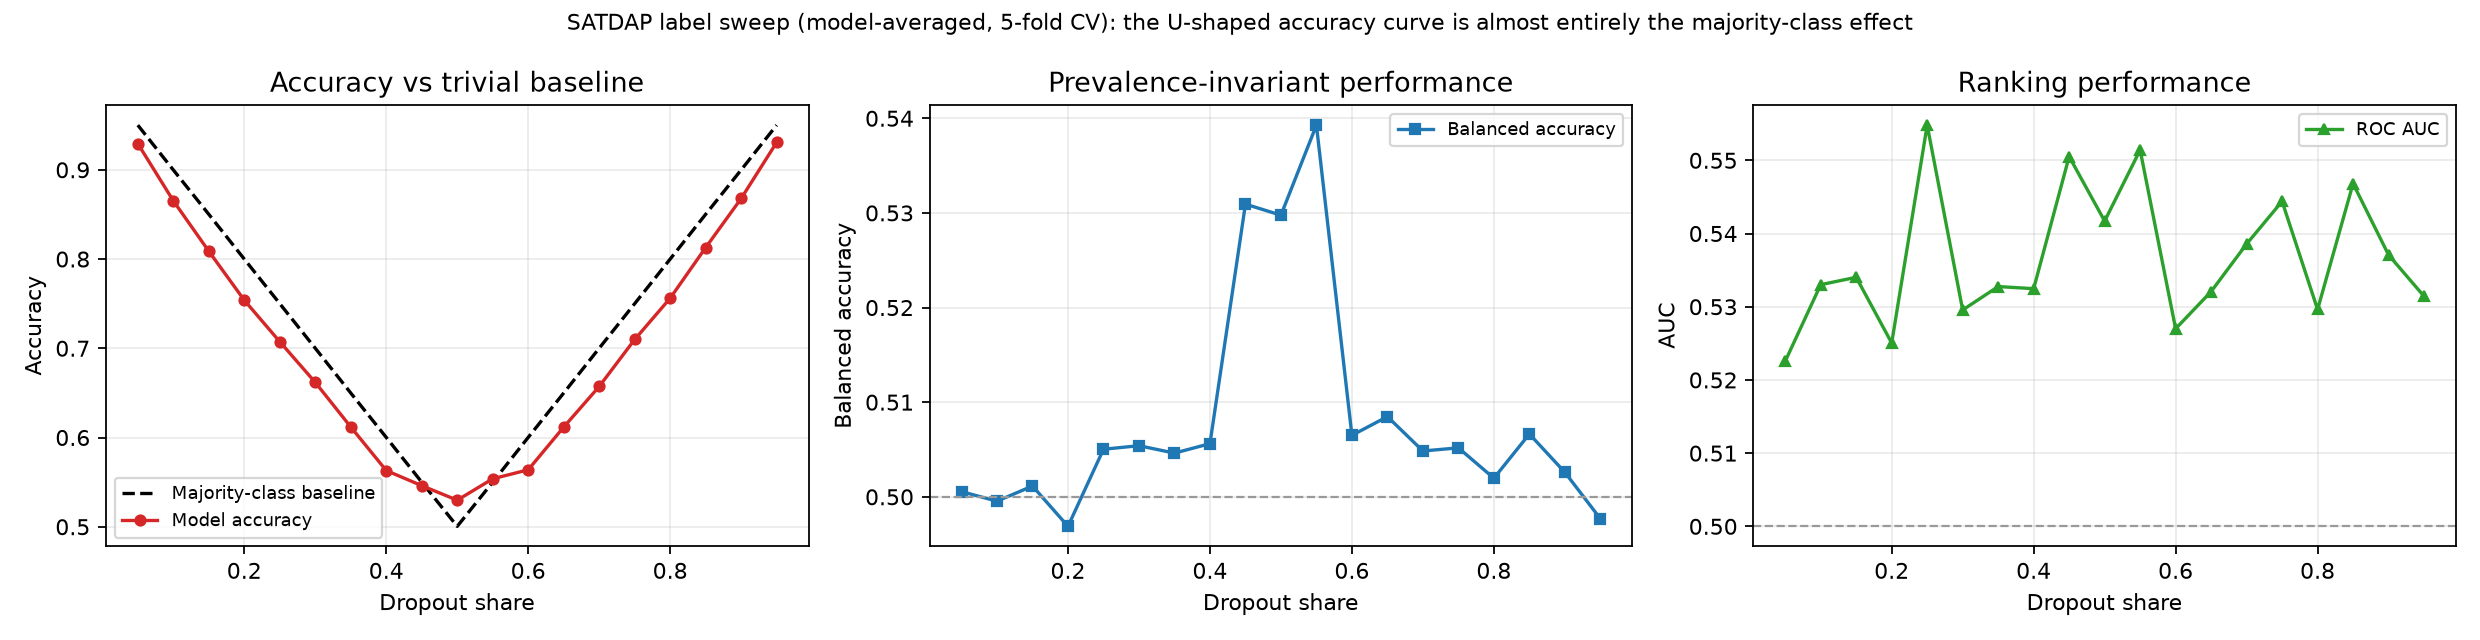 SATDAP label sweep (model-averaged, 5-fold CV): the U-shaped accuracy curve is almost entirely the majority-class effect
Accuracy vs trivial baseline
Accuracy
0.9
0.8
0.7
0.6
0.5
Majority-class baseline
Model accuracy
0.2 0.4 0.6 0.8
Dropout share
Prevalence-invariant performance
Balanced accuracy
Balanced accuracy
0.54
0.53
0.52
0.51
0.50
0.2 0.4 0.6 0.8
Dropout share
Ranking performance
ROC AUC
AUC
0.55
0.54
0.53
0.52
0.51
0.50
0.2 0.4 0.6 0.8
Dropout share